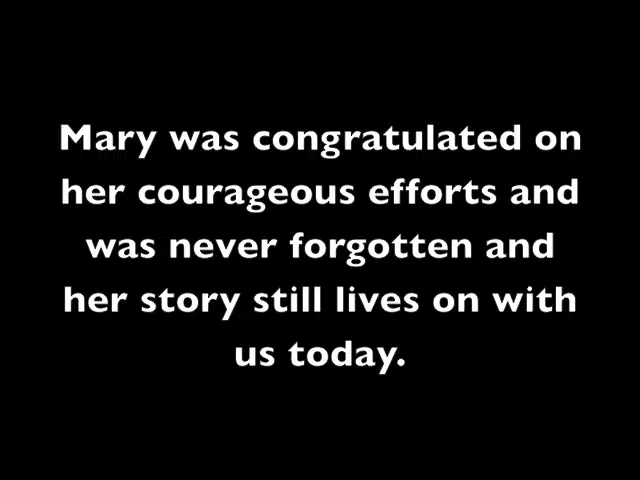 Mary was congratulated on
her courageous efforts and
was never forgotten and
her story still lives on with
us today.